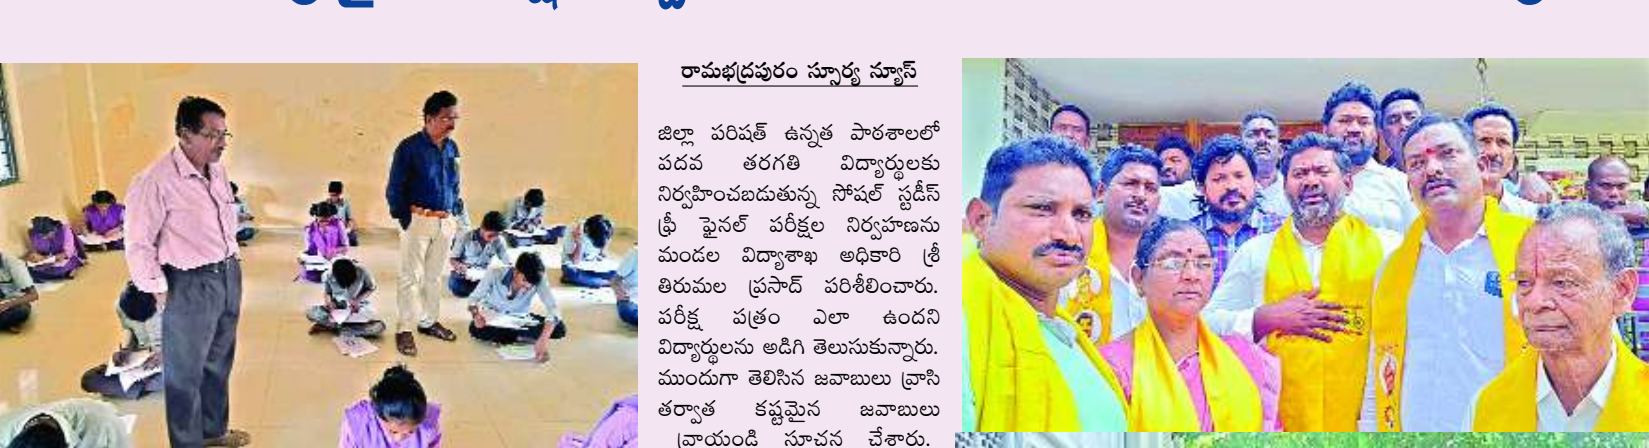 రామభద్రపురం స్సూర్య న్యూస్
జిల్లా పరిషత్ ఉన్నత పాఠశాలలో
పదవ తరగతి విద్యార్థులకు
నిర్వహించబడుతున్న సోషల్ స్టడీస్
ఫ్రీ ఫైనల్ పరీక్షల నిర్వహణను
మండల విద్యాశాఖ అధికారి శ్రీ
తిరుమల ప్రసాద్ పరిశీలించారు.
పరీక్ష పత్రం ఎలా ఉందని
విద్యార్థులను అడిగి తెలుసుకున్నారు.
ముందుగా తెలిసిన జవాబులు వ్రాసి
తర్వాత కష్టమైన జవాబులు
వ్రాయండి సూచన చేశారు.